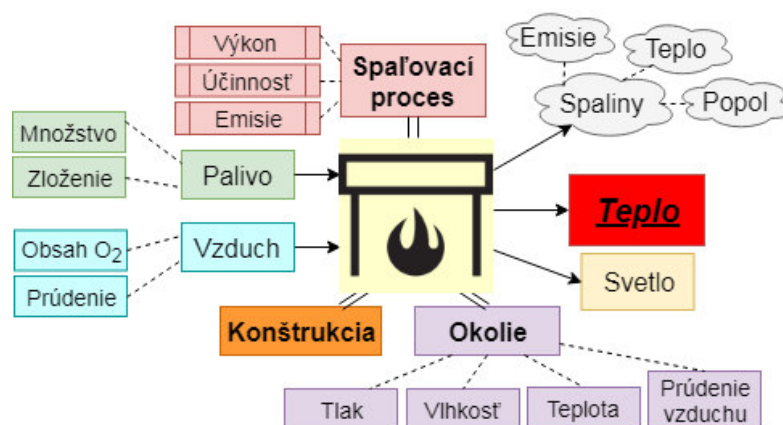 Výkon
Účinnosť
Emisie
Spaľovací
proces
Emisie
Teplo
Spaliny
Popol
Množstvo
Zloženie
Palivo
Obsah O2
Prúdenie
Vzduch
Teplo
Svetlo
Konštrukcia
Okolie
Tlak
Vlhkosť
Teplota
Prúdenie
vzduchu